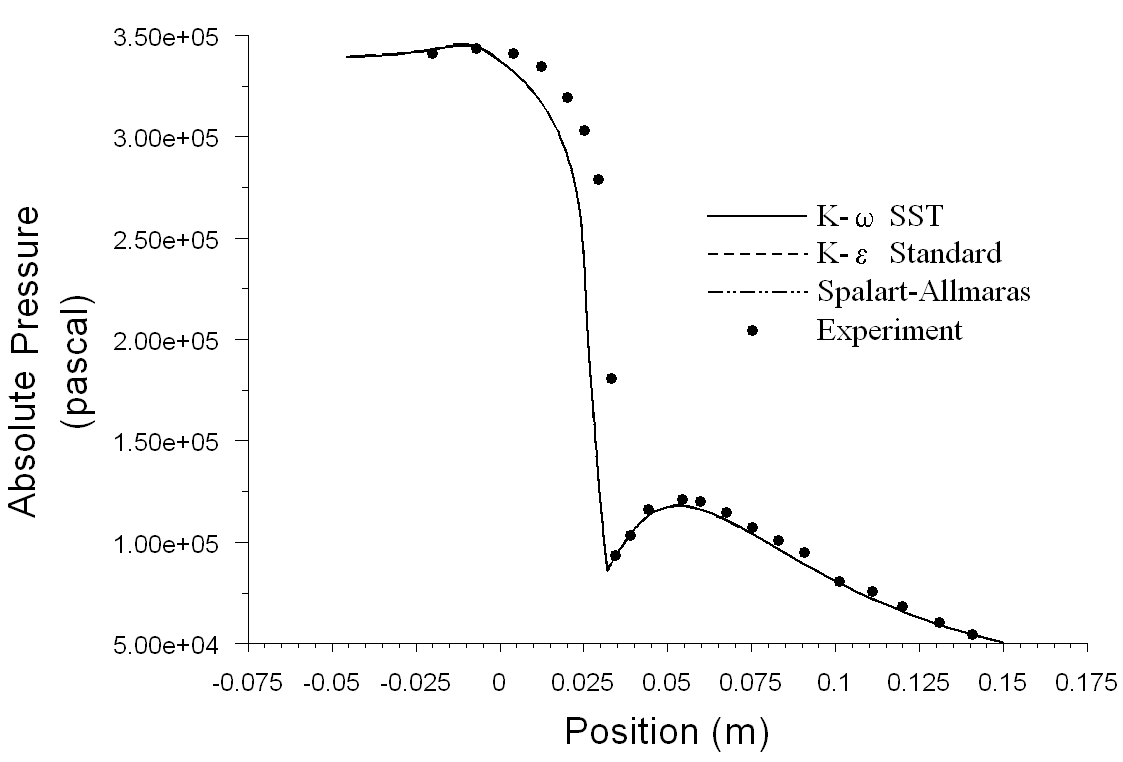 3.50e+05
3.00e+05
2.50e+05
2.00e+05
1.50e+05
1.00e+05
5.00e+04
Absolute Pressure
(pascal)
K- ω SST
K- ε Standard
Spalart-Allmaras
Experiment
-0.075 -0.05 -0.025 0 0.025 0.05 0.075 0.1 0.125 0.15 0.175
Position (m)